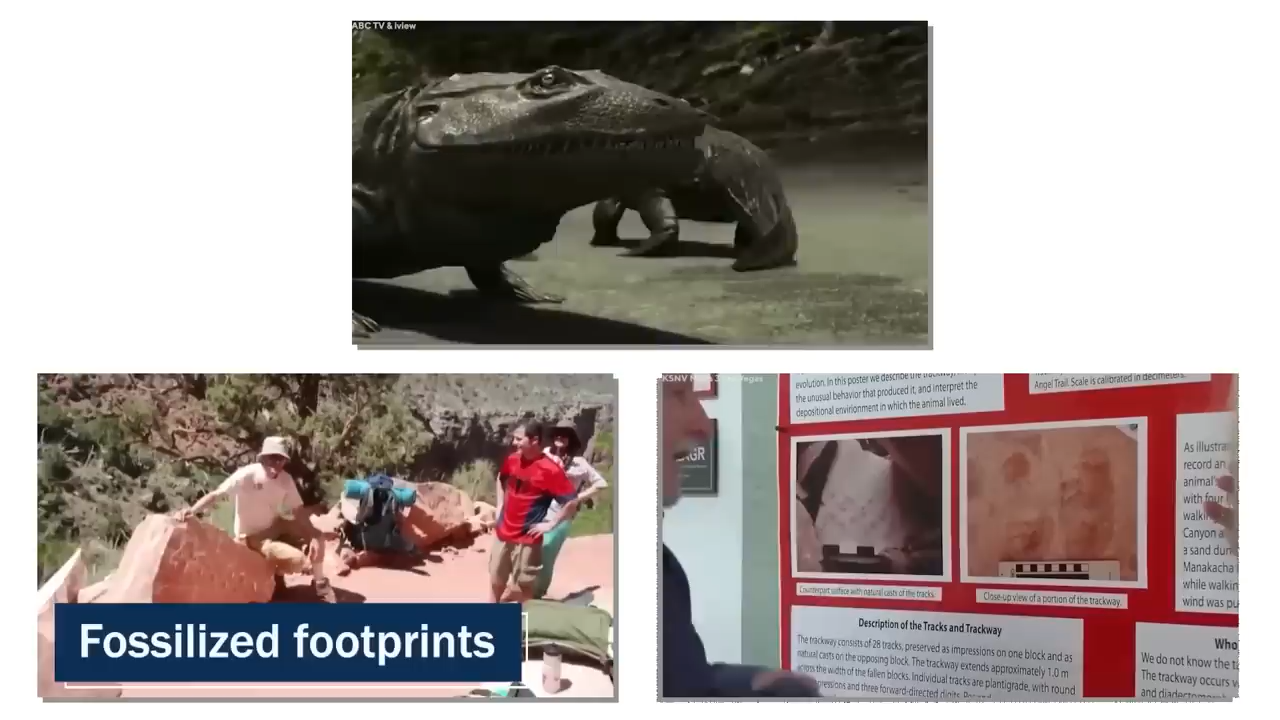 ABC TV & iview
Fossilized footprints
KSNV
evolution. In this poster we describe the
the unusual behavior that produced it, and interpret the
depositional envirionment in which the animal lived.
Angel Trail. Scale is calibrated in decimeters.
Counterpart surface with natural casts of the tracks.
Close-up view of a portion of the trackway.
As illustra
record an
animal's
with four
walki
Canyon a
a sand dun
Manakacha
while walkin
wind was pu
Description of the Tracks and Trackway
The trackway consists of 28 tracks, preserved as impressions on one block and as
natural casts on the opposing block. The trackway extends approximately 1.0 m
across the width of the fallen blocks. Individual tracks are plantigrade, with round
impressions and three forward-directed digits.
Who
We do not know the t
The trackway occurs
and